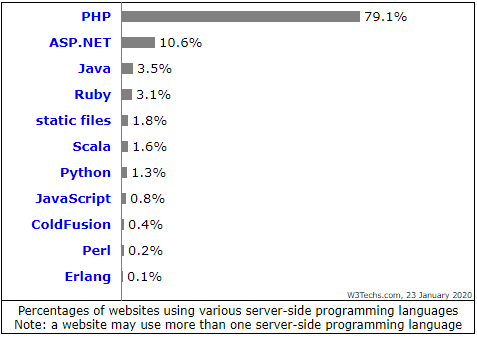 PHP 79.1%
ASP.NET 10.6%
Java 3.5%
Ruby 3.1%
static files 1.8%
Scala 1.6%
Python 1.3%
JavaScript 0.8%
ColdFusion 0.4%
Perl 0.2%
Erlang 0.1%
W3Techs.com, 23 January 2020
Percentages of websites using various server-side programming languages
Note: a website may use more than one server-side programming language